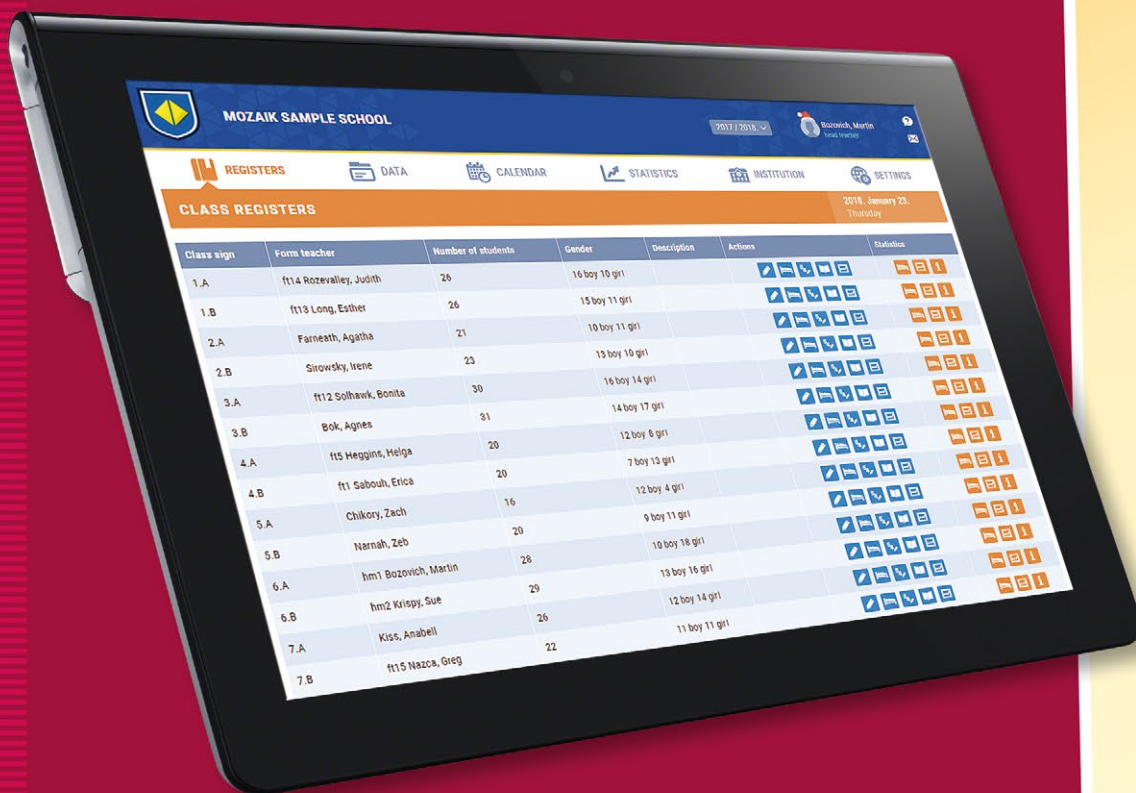 MOZAIK SAMPLE SCHOOL 2017 / 2018. Bozovich, Martin
head teacher
REGISTERS DATA CALENDAR STATISTICS INSTITUTION SETTINGS
CLASS REGISTERS 2018. January 23.
Thursday
Class sign Form teacher Number of students Gender Description Actions Statistics
1.A ft14 Rozevalley, Judith 26 16 boy 10 girl
1.B ft13 Long, Esther 26 15 boy 11 girl
2.A Farneath, Agatha 21 10 boy 11 girl
2.B Sirowsky, Irene 23 13 boy 10 girl
3.A ft12 Solhawk, Bonita 30 16 boy 14 girl
3.B Bok, Agnes 31 14 boy 17 girl
4.A ft5 Heggins, Helga 20 12 boy 8 girl
4.B ft1 Sabouh, Erica 20 7 boy 13 girl
5.A Chikory, Zach 16 12 boy 4 girl
5.B Narnah, Zeb 20 9 boy 11 girl
6.A hm1 Bozovich, Martin 28 10 boy 18 girl
6.B hm2 Krispy, Sue 29 13 boy 16 girl
7.A Kiss, Anabell 26 12 boy 14 girl
7.B ft15 Nazca, Greg 22 11 boy 11 girl